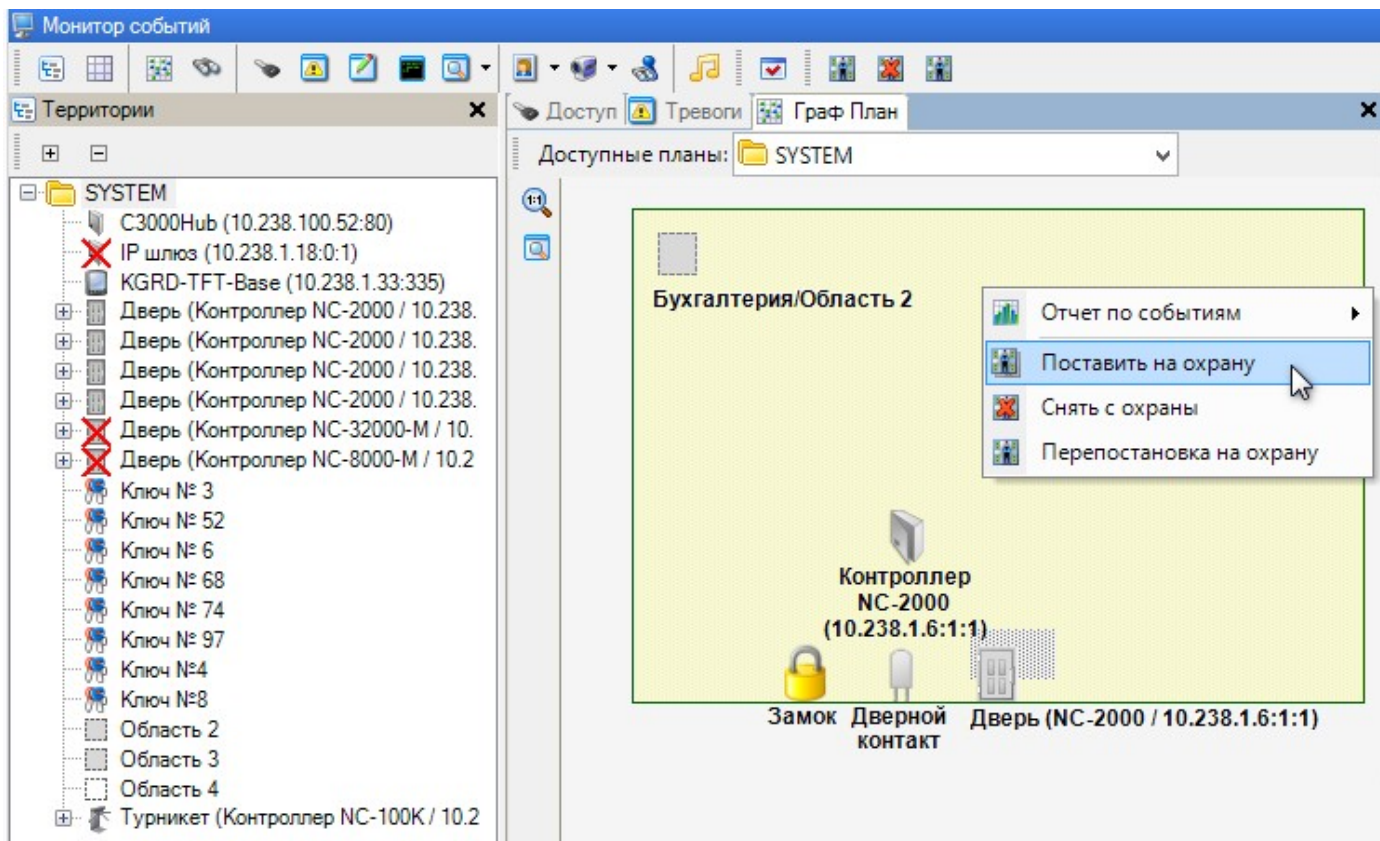 Монитор событий
Территории
Доступ Тревоги Граф План
Доступные планы: SYSTEM
SYSTEM
C3000Hub (10.238.100.52:80)
IP шлюз (10.238.1.18:0:1)
KGRD-TFT-Base (10.238.1.33:335)
Дверь (Контроллер NC-2000 / 10.238.
Дверь (Контроллер NC-2000 / 10.238.
Дверь (Контроллер NC-2000 / 10.238.
Дверь (Контроллер NC-2000 / 10.238.
Дверь (Контроллер NC-32000-M / 10.
Дверь (Контроллер NC-8000-M / 10.2
Ключ № 3
Ключ № 52
Ключ № 6
Ключ № 68
Ключ № 74
Ключ № 97
Ключ №4
Ключ №8
Область 2
Область 3
Область 4
Турникет (Контроллер NC-100K / 10.2
1:1
Бухгалтерия/Область 2
Отчет по событиям
Поставить на охрану
Снять с охраны
Перепостановка на охрану
Контроллер
NC-2000
(10.238.1.6:1:1)
Замок
Дверной
контакт
Дверь (NC-2000 / 10.238.1.6:1:1)